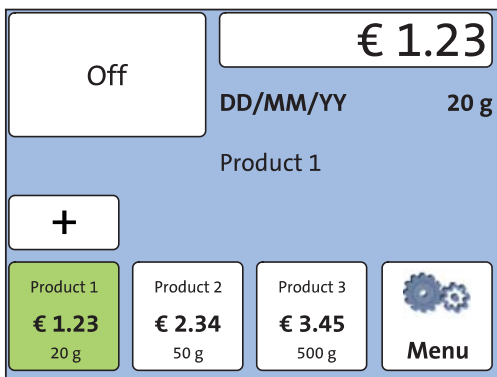 Off
€ 1.23
DD/MM/YY 20 g
Product 1
+
Product 1
€ 1.23
20 g
Product 2
€ 2.34
50 g
Product 3
€ 3.45
500 g
Menu